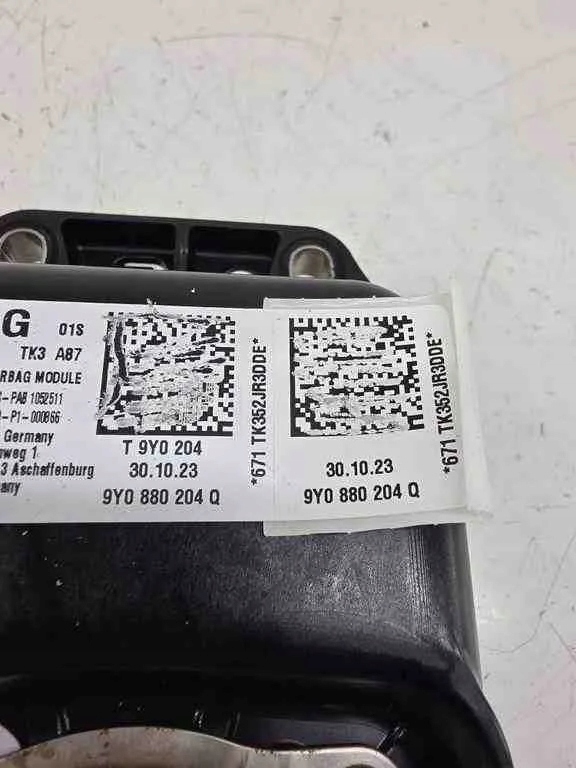 G 01S
TK3 A87
RBAG MODULE
-PAB 1052511
-P1-000866
Germany
nweg 1
3 Aschaffenburg
any
T 9Y0 204
30.10.23
9Y0 880 204 Q
*671 TK352JR3DDE*
30.10.23
9Y0 880 204 Q
*671 TK352JR3DDE*